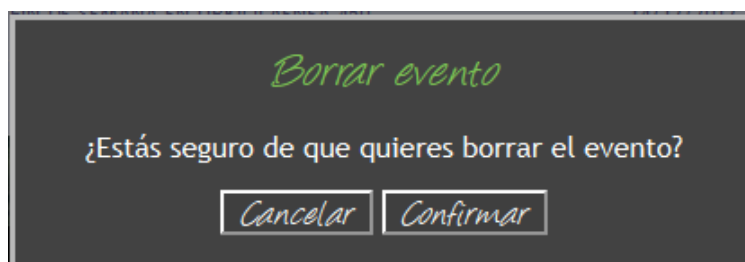 Borrar evento
¿Estás seguro de que quieres borrar el evento?
Cancelar Confirmar